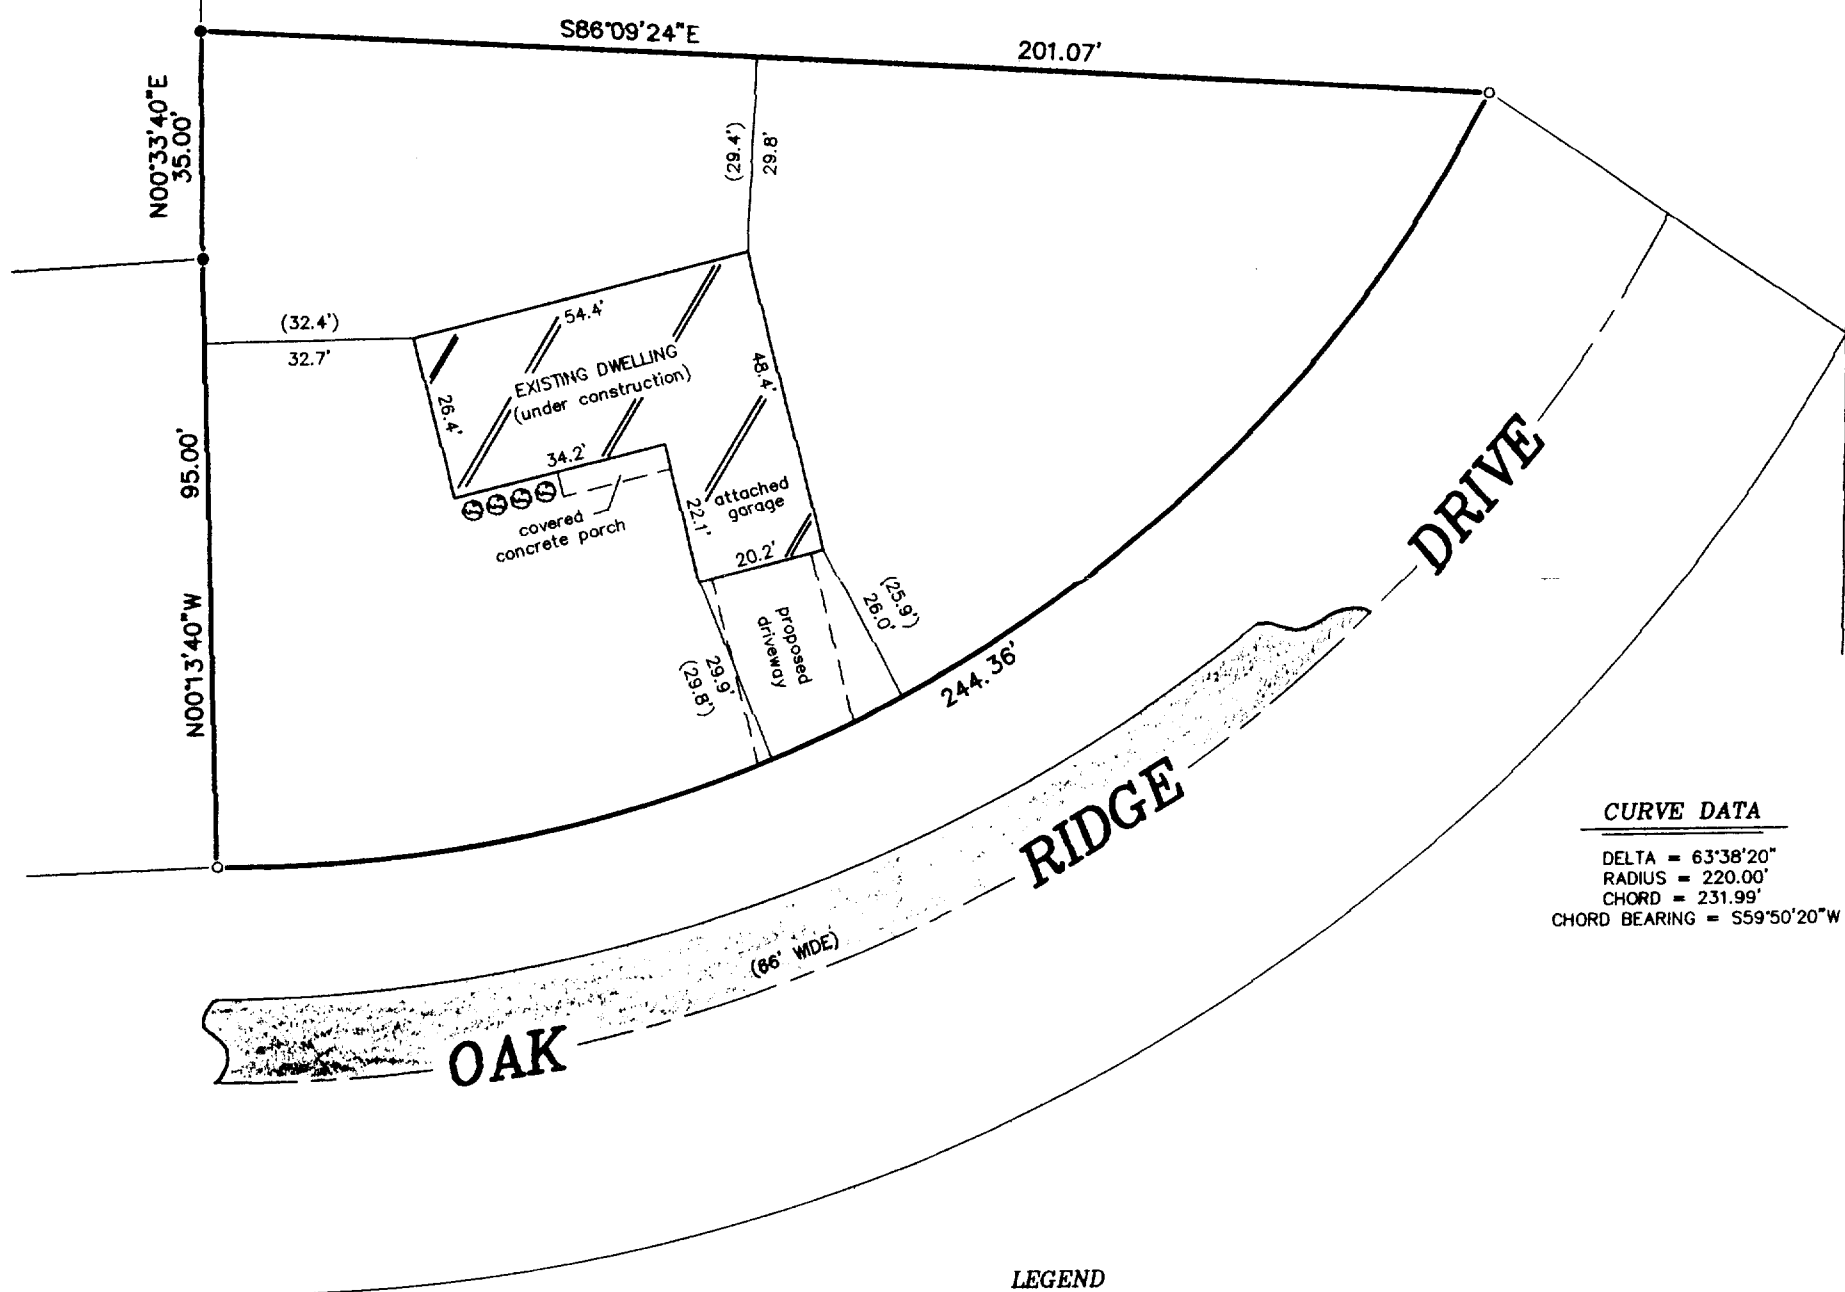 S86°09'24"E
201.07'
N00°33'40"E
35.00'
(29.4')
29.8'
(32.4')
32.7'
54.4'
EXISTING DWELLING
(under construction)
48.4'
26.4'
34.2'
95.00'
attached
garage
22.1'
covered
concrete porch
20.2'
(25.9')
26.0'
proposed
driveway
29.9'
(29.8')
N00°13'40"W
244.36'
DRIVE
RIDGE
OAK
(66' WIDE)
CURVE DATA
DELTA = 63°38'20"
RADIUS = 220.00'
CHORD = 231.99'
CHORD BEARING = S59°50'20"W
LEGEND